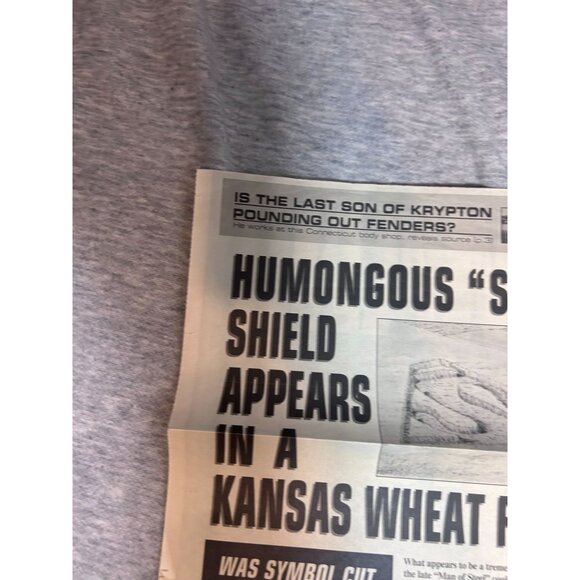 IS THE LAST SON OF KRYPTON
POUNDING OUT FENDERS?
He works at this Connecticut body shop, reveals source (p.3)
HUMONGOUS "S
SHIELD
APPEARS
IN A
KANSAS WHEAT F
WAS SYMBOL CUT
What appears to be a treme
the late "Man of Steel"